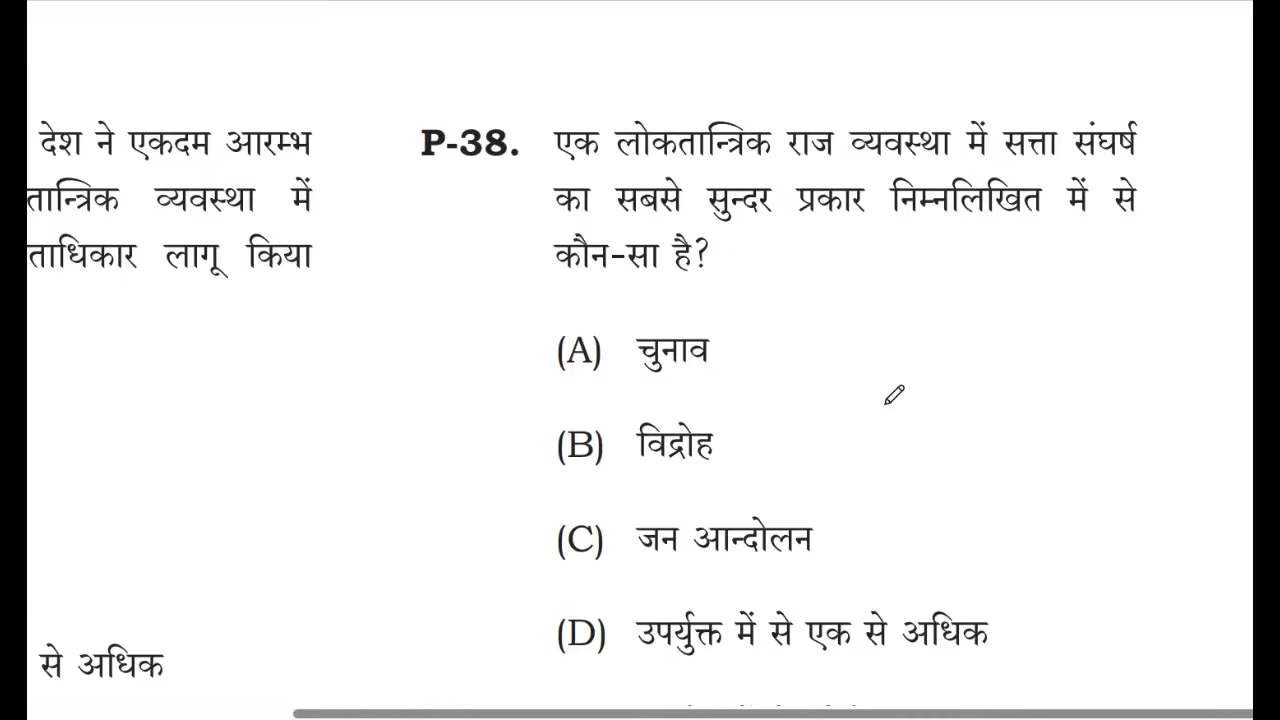 देश ने एकदम आरम्भ
तान्त्रिक व्यवस्था में
ताधिकार लागू किया
से अधिक
P-38. एक लोकतान्त्रिक राज व्यवस्था में सत्ता संघर्ष
का सबसे सुन्दर प्रकार निम्नलिखित में से
कौन-सा है?
(A) चुनाव
(B) विद्रोह
(C) जन आन्दोलन
(D) उपर्युक्त में से एक से अधिक